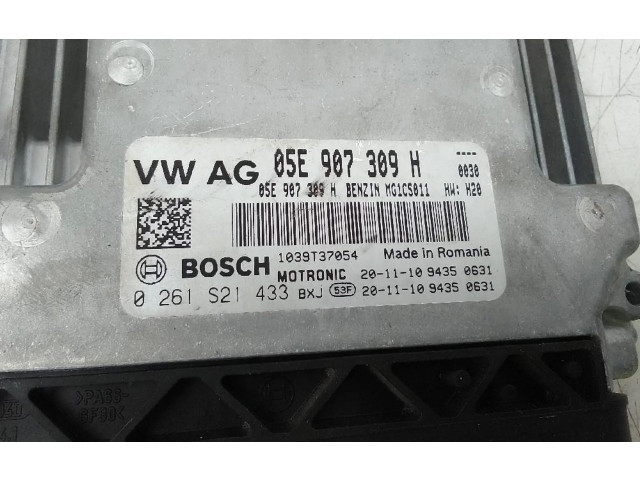 VW AG 05E 907 309 H ----
0030
05E 907 309 H BENZIN MG1CS011 HW: H20
1039T37054 Made in Romania
BOSCH MOTRONIC 20-11-10 9435 0631
0 261 S21 433 BXJ 53F 20-11-10 9435 0631
>PA66-